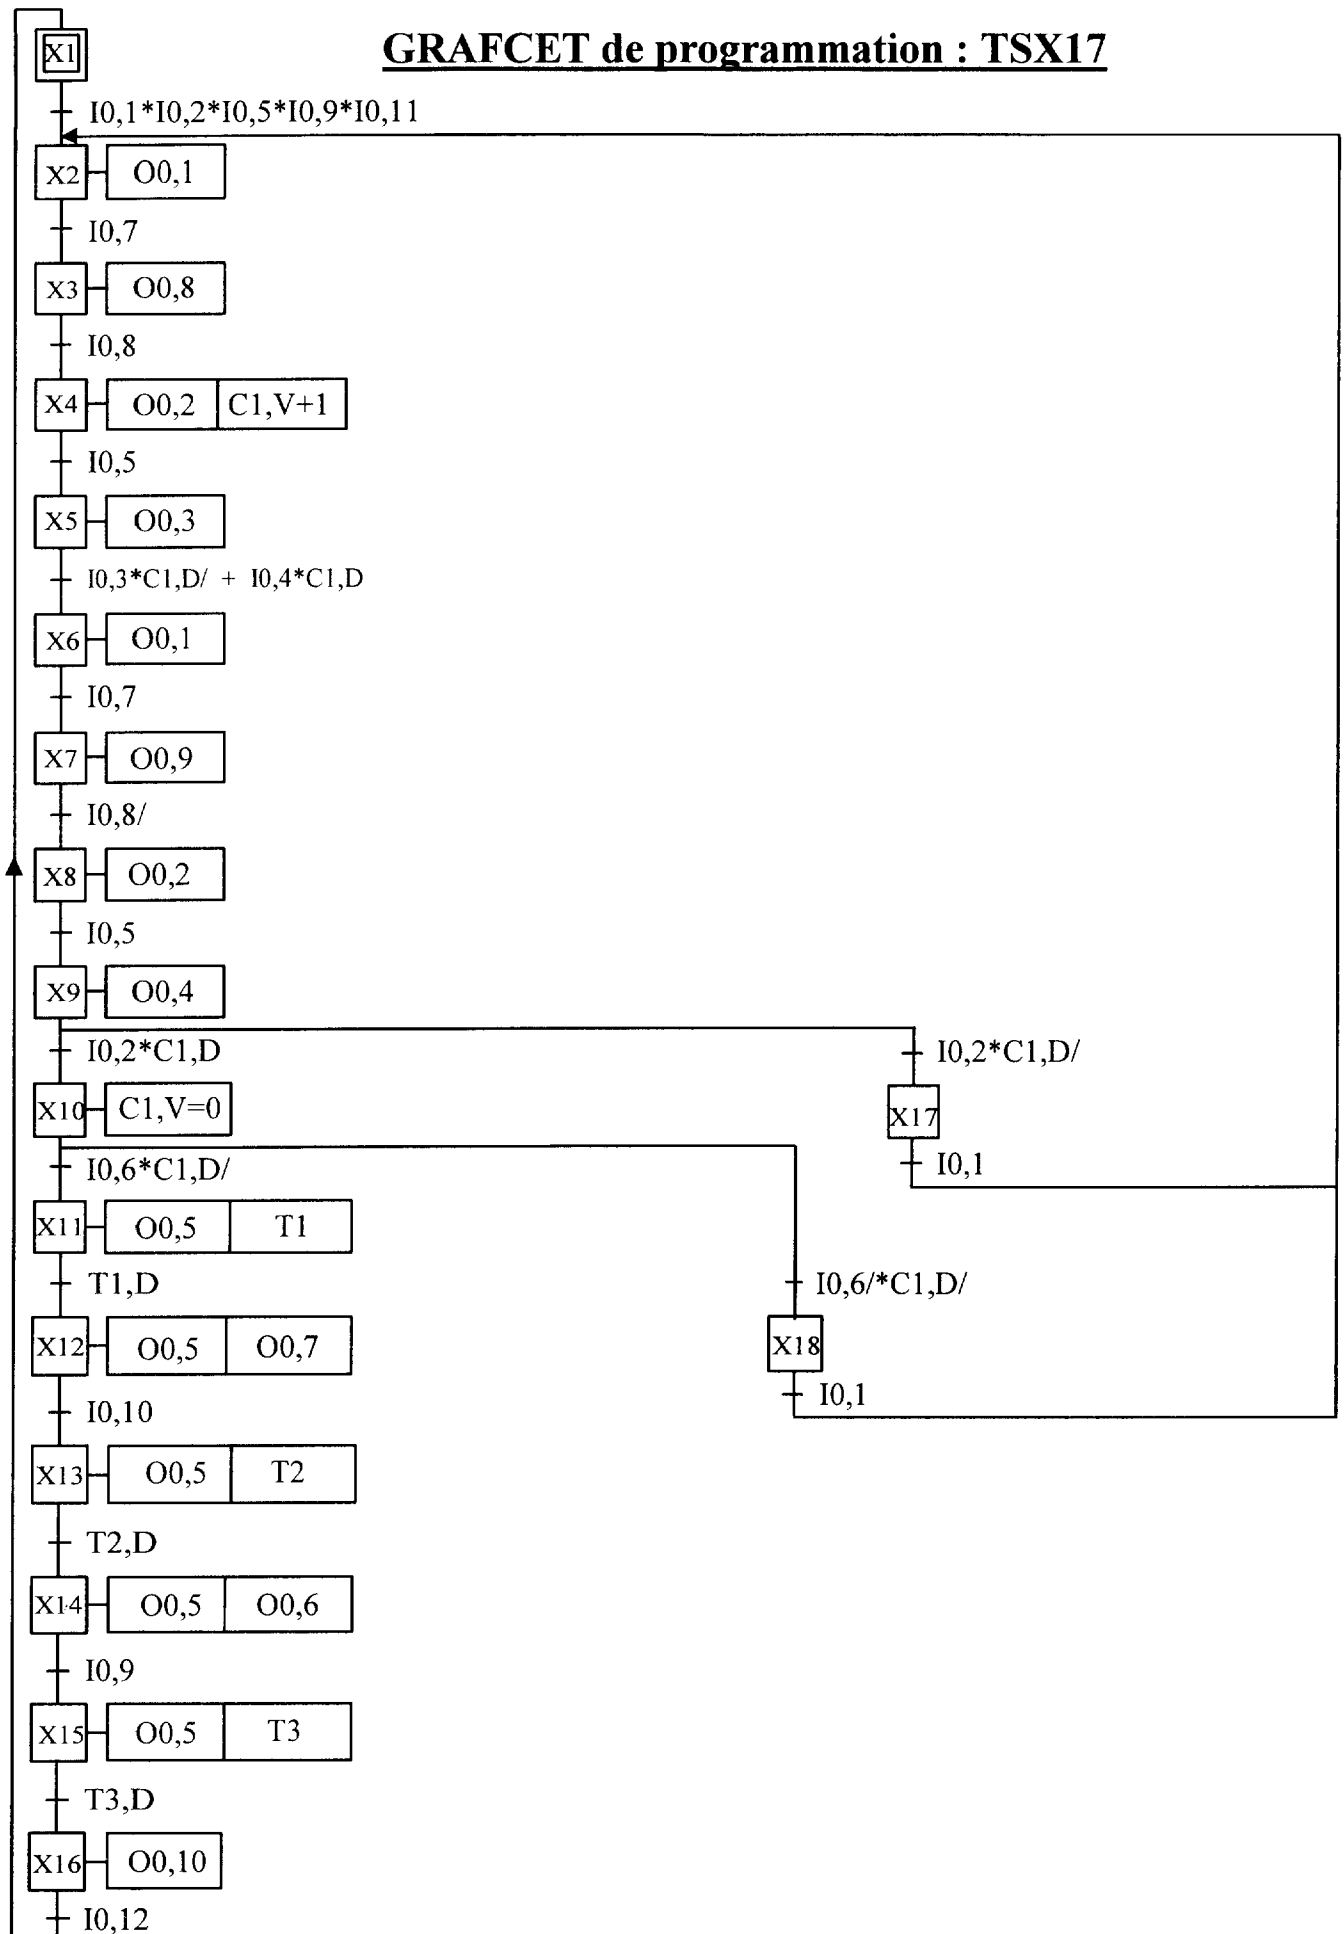 X1
GRAFCET de programmation : TSX17
I0,1*I0,2*I0,5*I0,9*I0,11
X2 O0,1
I0,7
X3 O0,8
I0,8
X4 O0,2 C1,V+1
I0,5
X5 O0,3
I0,3*C1,D/ + I0,4*C1,D
X6 O0,1
I0,7
X7 O0,9
I0,8/
X8 O0,2
I0,5
X9 O0,4
I0,2*C1,D I0,2*C1,D/
X10 C1,V=0 X17
I0,6*C1,D/ I0,1
X11 O0,5 T1
T1,D I0,6/*C1,D/
X12 O0,5 O0,7 X18
I0,10 I0,1
X13 O0,5 T2
T2,D
X14 O0,5 O0,6
I0,9
X15 O0,5 T3
T3,D
X16 O0,10
I0,12